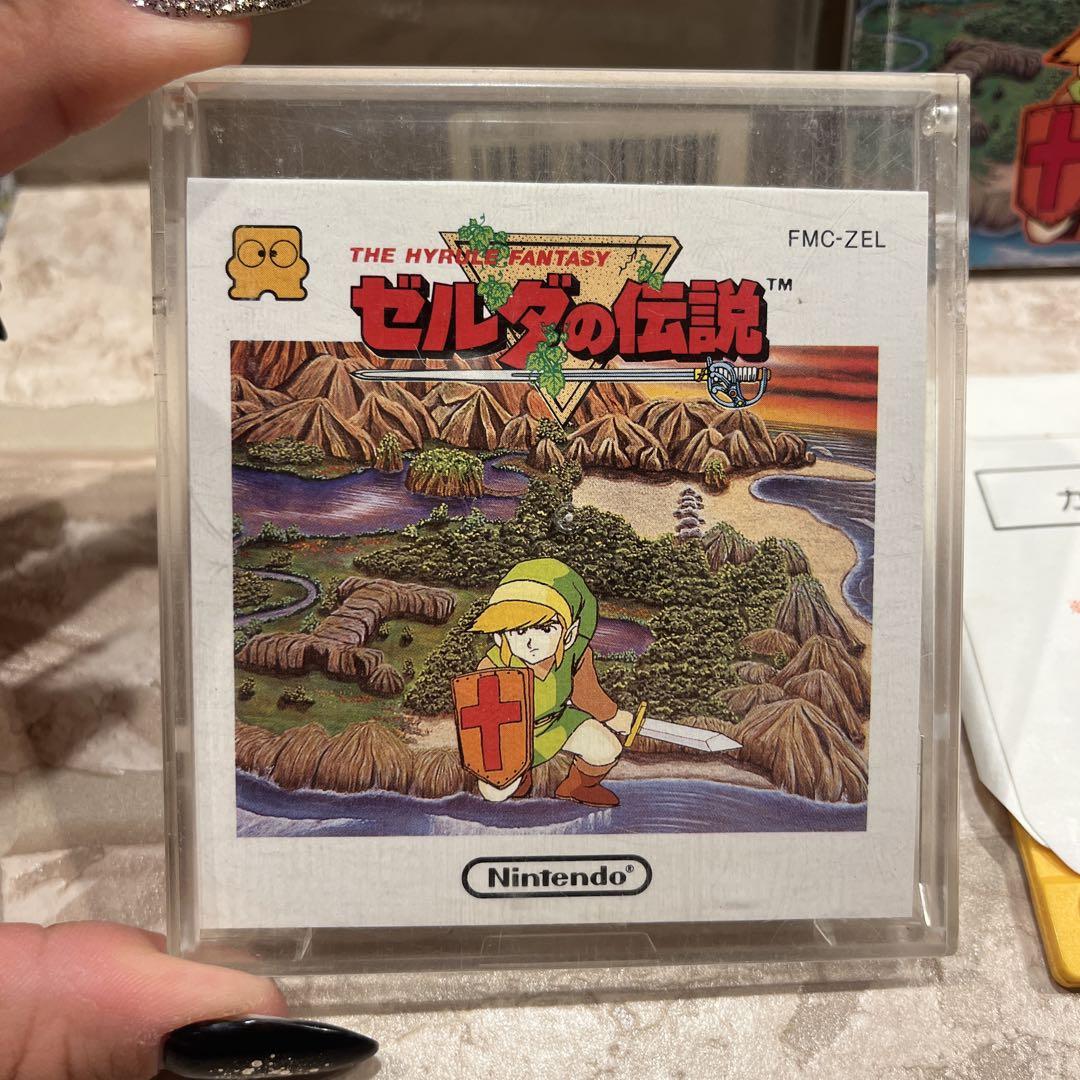 THE HYRULE FANTASY
ゼルダの伝説™
FMC-ZEL
Nintendo®